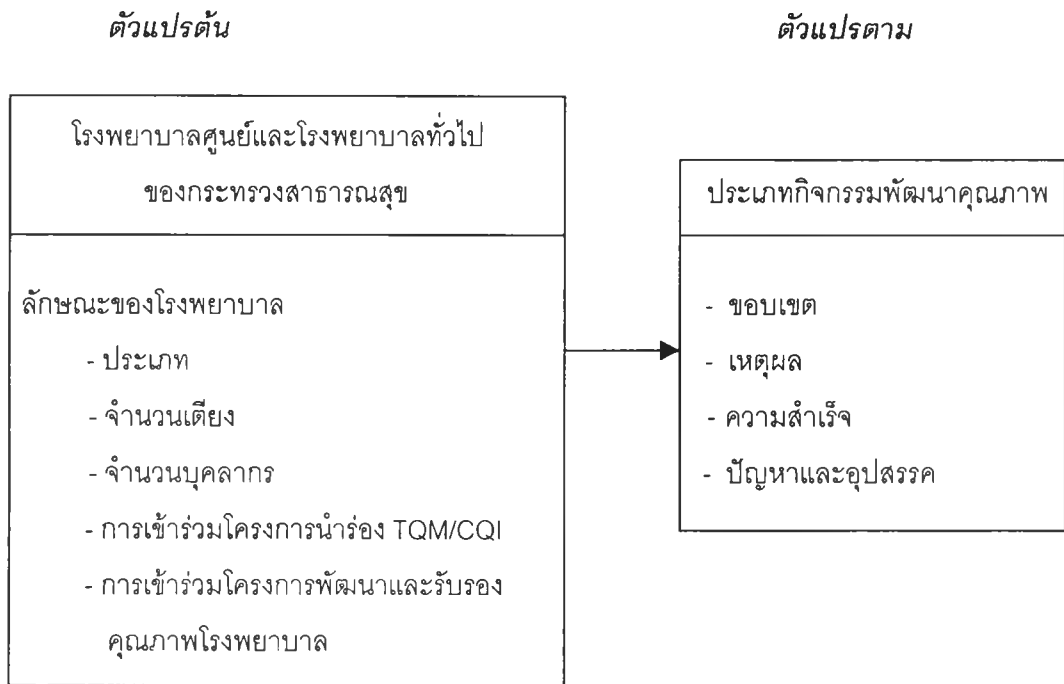 ตัวแปรต้น
ตัวแปรตาม
โรงพยาบาลศูนย์และโรงพยาบาลทั่วไป
ของกระทรวงสาธารณสุข
ลักษณะของโรงพยาบาล
- ประเภท
- จำนวนเตียง
- จำนวนบุคลากร
- การเข้าร่วมโครงการนำร่อง TQM/CQI
- การเข้าร่วมโครงการพัฒนาและรับรอง
คุณภาพโรงพยาบาล
ประเภทกิจกรรมพัฒนาคุณภาพ
- ขอบเขต
- เหตุผล
- ความสำเร็จ
- ปัญหาและอุปสรรค